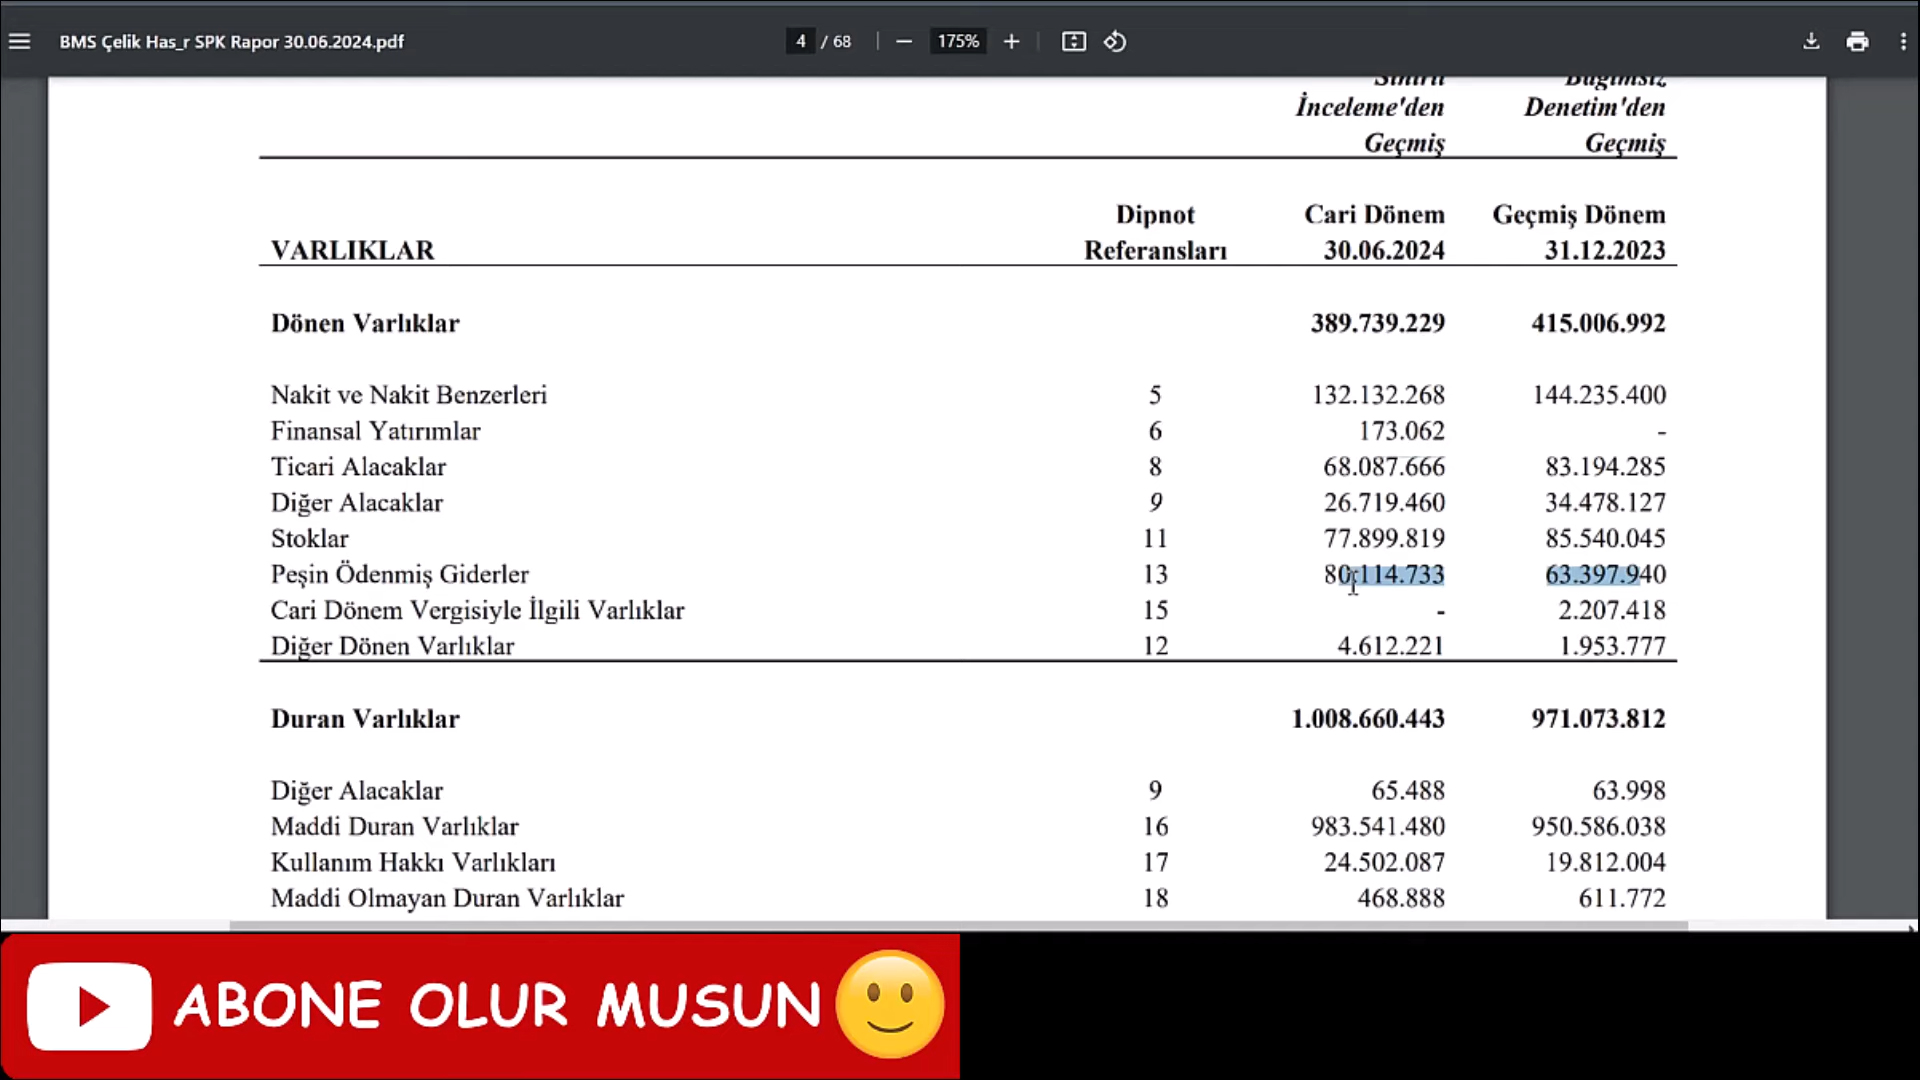 BMS Çelik Has_r SPK Rapor 30.06.2024.pdf 4 / 68 175%
Sınırlı Bağımsız
İnceleme'den Denetim'den
Geçmiş Geçmiş
Dipnot Cari Dönem Geçmiş Dönem
VARLIKLAR Referansları 30.06.2024 31.12.2023
Dönen Varlıklar 389.739.229 415.006.992
Nakit ve Nakit Benzerleri 5 132.132.268 144.235.400
Finansal Yatırımlar 6 173.062 -
Ticari Alacaklar 8 68.087.666 83.194.285
Diğer Alacaklar 9 26.719.460 34.478.127
Stoklar 11 77.899.819 85.540.045
Peşin Ödenmiş Giderler 13 80.114.733 63.397.940
Cari Dönem Vergisiyle İlgili Varlıklar 15 - 2.207.418
Diğer Dönen Varlıklar 12 4.612.221 1.953.777
Duran Varlıklar 1.008.660.443 971.073.812
Diğer Alacaklar 9 65.488 63.998
Maddi Duran Varlıklar 16 983.541.480 950.586.038
Kullanım Hakkı Varlıkları 17 24.502.087 19.812.004
Maddi Olmayan Duran Varlıklar 18 468.888 611.772
ABONE OLUR MUSUN